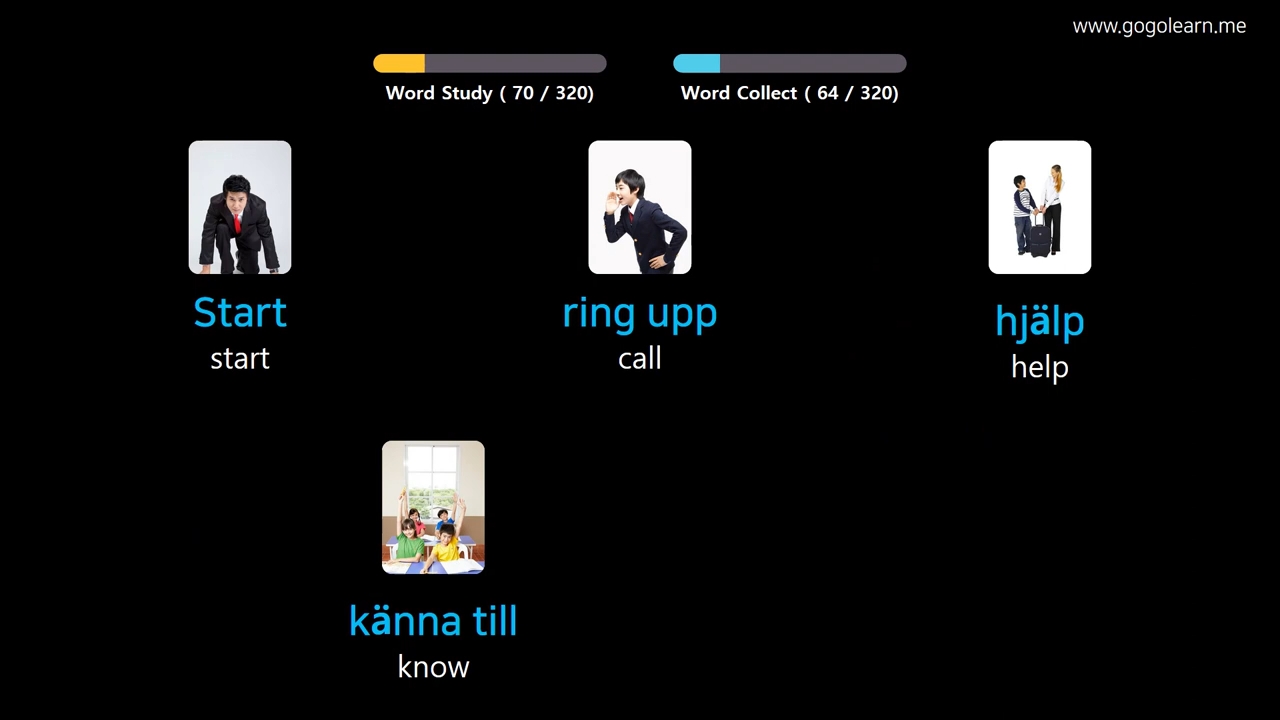 www.gogolearn.me
Word Study ( 70 / 320)
Word Collect ( 64 / 320)
Start
start
ring upp
call
hjälp
help
känna till
know